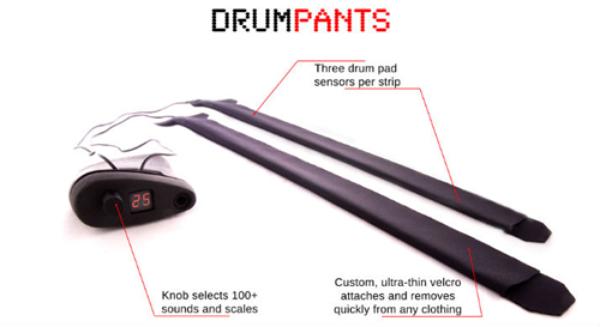 DRUMPANTS
Three drum pad
sensors per strip
25
Knob selects 100+
sounds and scales
Custom, ultra-thin velcro
attaches and removes
quickly from any clothing